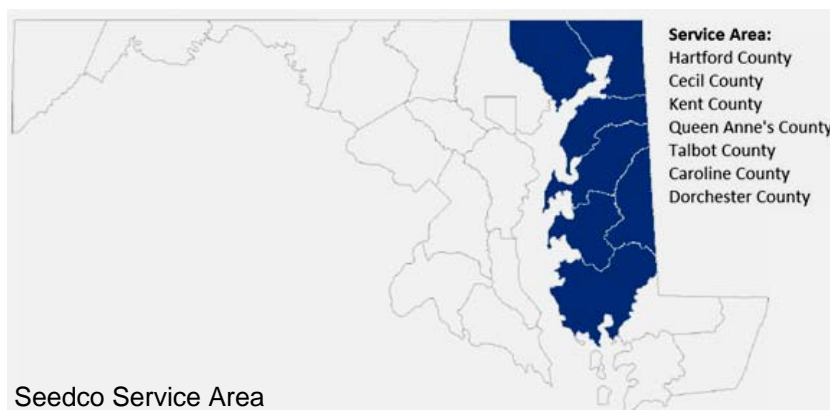 Service Area:
Hartford County
Cecil County
Kent County
Queen Anne's County
Talbot County
Caroline County
Dorchester County
Seedco Service Area